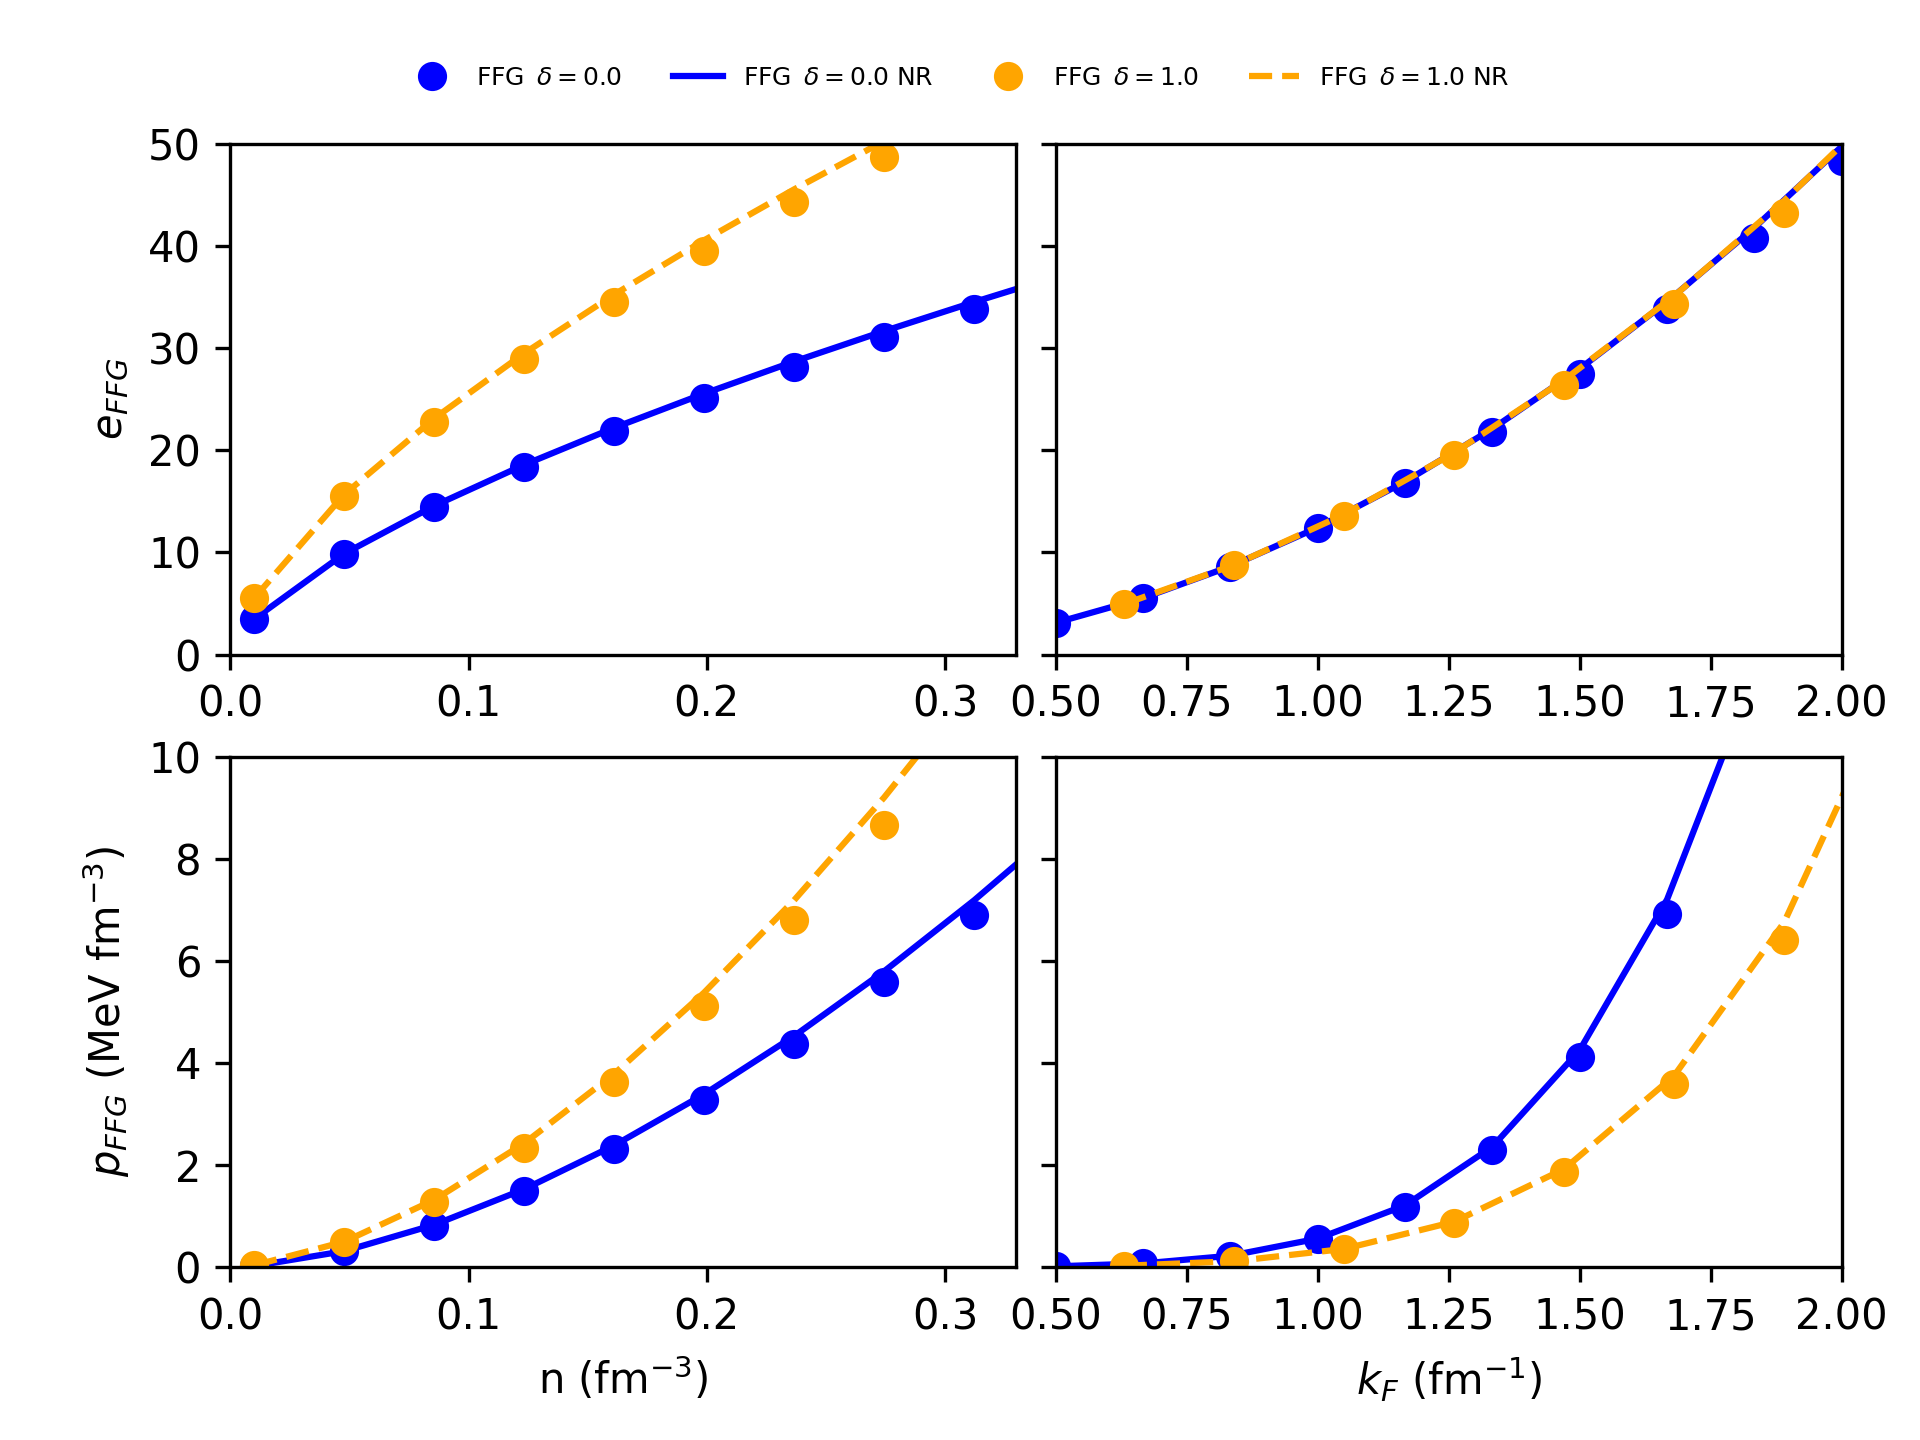 FFG δ = 0.0 FFG δ = 0.0 NR FFG δ = 1.0 FFG δ = 1.0 NR
50
40
30
20
10
0
e_FFG
0.0 0.1 0.2 0.3
0.50 0.75 1.00 1.25 1.50 1.75 2.00
10
8
6
4
2
0
p_FFG (MeV fm⁻³)
0.0 0.1 0.2 0.3
n (fm⁻³)
0.50 0.75 1.00 1.25 1.50 1.75 2.00
k_F (fm⁻¹)